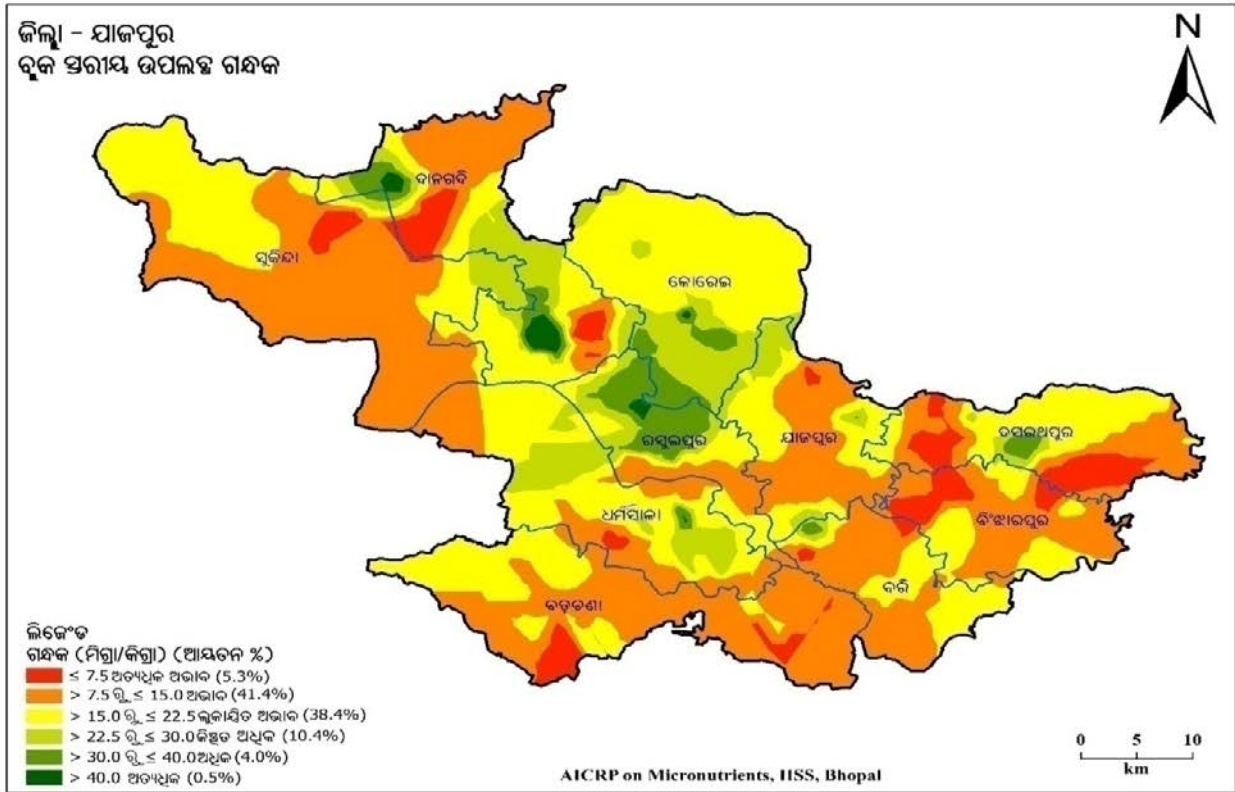 ଜିଲ୍ଲା - ଯାଜପୁର
ବ୍ଲକ ସ୍ତରୀୟ ଉପଲବ୍ଧ ଗନ୍ଧକ
N
ଦାନଗଦି
ସୁକିନ୍ଦା
କୋରେଇ
ରସୁଲପୁର
ଯାଜପୁର
ଦସରଥପୁର
ଧର୍ମସାଳା
ବିଂଝାରପୁର
ବରି
ବଡ଼ଚଣା
ଲିଜେଂଡ
ଗନ୍ଧକ (ମିଗ୍ରା/କିଗ୍ରା) (ଆୟତନ %)
≤ 7.5 ଅତ୍ୟଧିକ ଅଭାବ (5.3%)
> 7.5 ରୁ ≤ 15.0 ଅଭାବ (41.4%)
> 15.0 ରୁ ≤ 22.5 ଲୁକାୟିତ ଅଭାବ (38.4%)
> 22.5 ରୁ ≤ 30.0 କିଞ୍ଚିତ ଅଧିକ (10.4%)
> 30.0 ରୁ ≤ 40.0 ଅଧିକ (4.0%)
> 40.0 ଅତ୍ୟଧିକ (0.5%)
0 5 10
km
AICRP on Micronutrients, IISS, Bhopal